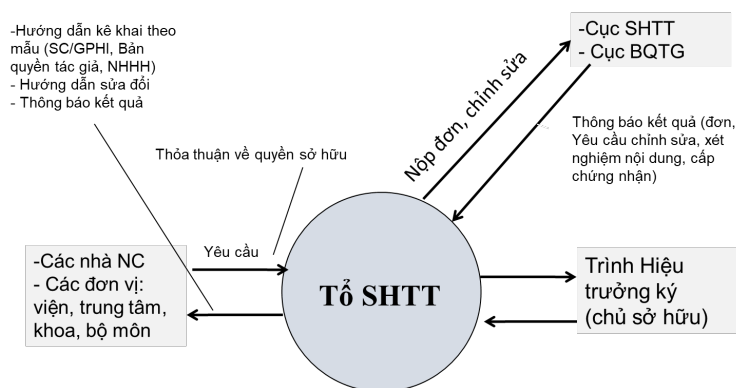 -Hướng dẫn kê khai theo
mẫu (SC/GPHI, Bản
quyền tác giả, NHHH)
- Hướng dẫn sửa đổi
- Thông báo kết quả
-Cục SHTT
- Cục BQTG
Nộp đơn, chỉnh sửa
Thông báo kết quả (đơn,
Yêu cầu chỉnh sửa, xét
nghiệm nội dung, cấp
chứng nhận)
Thỏa thuận về quyền sở hữu
Yêu cầu
-Các nhà NC
- Các đơn vị:
viện, trung tâm,
khoa, bộ môn
Tổ SHTT
Trình Hiệu
trưởng ký
(chủ sở hữu)